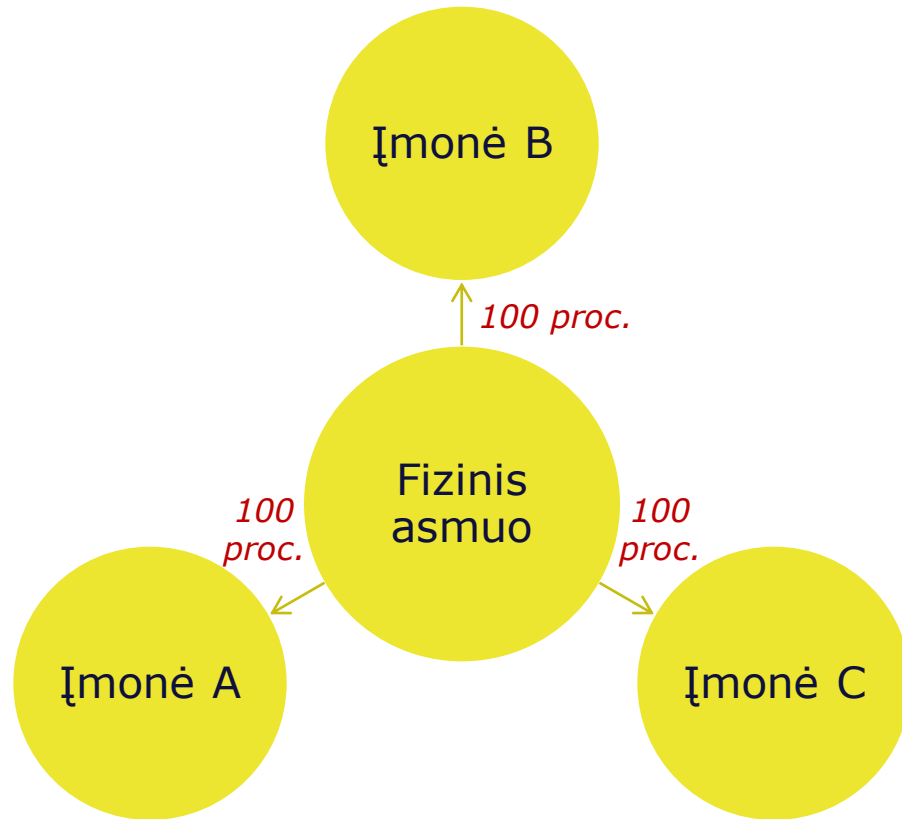 Įmonė B
100 proc.
Fizinis
asmuo
100
proc.
100
proc.
Įmonė A
Įmonė C